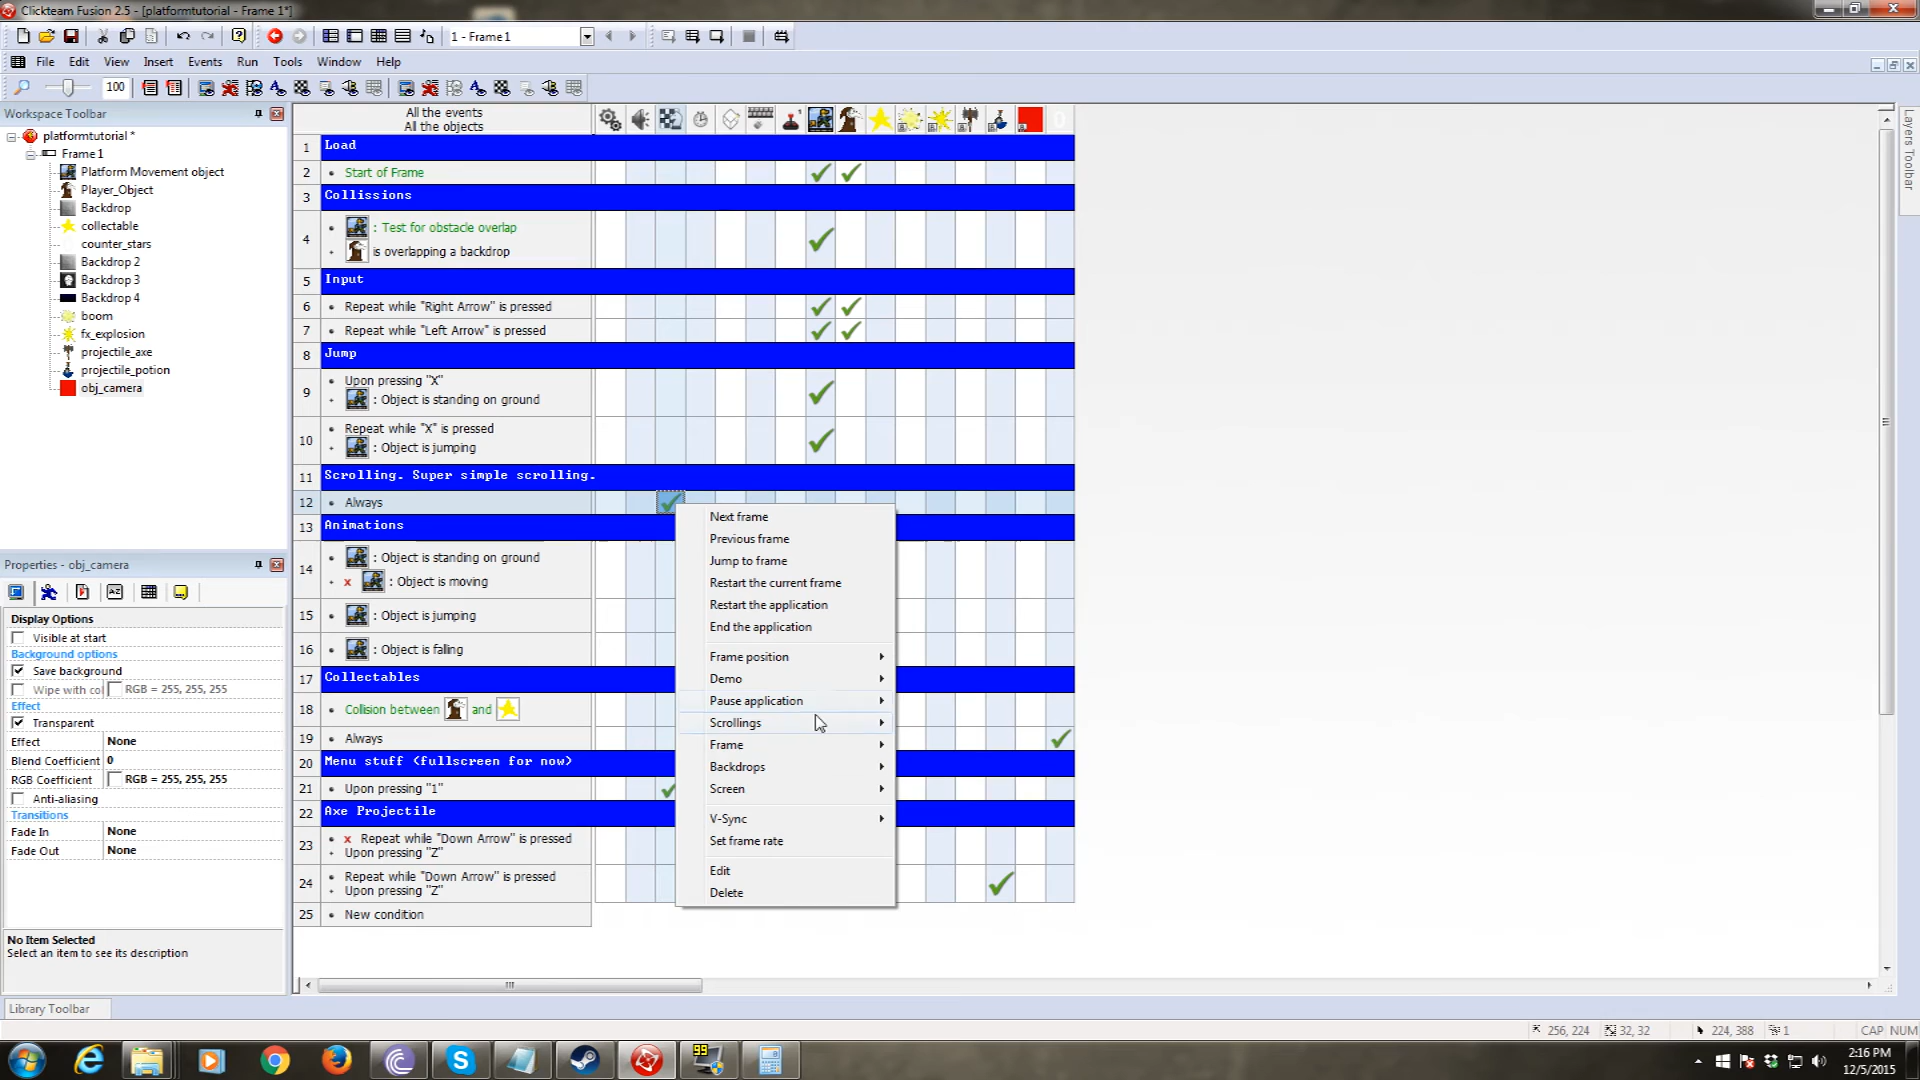 Clickteam Fusion 2.5 - [platformtutorial - Frame 1*]
1 - Frame 1
File Edit View Insert Events Run Tools Window Help
100
Workspace Toolbar
platformtutorial *
Frame 1
Platform Movement object
Player_Object
Backdrop
collectable
counter_stars
Backdrop 2
Backdrop 3
Backdrop 4
boom
fx_explosion
projectile_axe
projectile_potion
obj_camera
Properties - obj_camera
Display Options
Visible at start
Background options
Save background
Wipe with col RGB = 255, 255, 255
Effect
Transparent
Effect None
Blend Coefficient 0
RGB Coefficient RGB = 255, 255, 255
Anti-aliasing
Transitions
Fade In None
Fade Out None
No Item Selected
Select an item to see its description
Library Toolbar
All the events
All the objects
1 Load
2 Start of Frame
3 Collissions
4 : Test for obstacle overlap
is overlapping a backdrop
5 Input
6 Repeat while "Right Arrow" is pressed
7 Repeat while "Left Arrow" is pressed
8 Jump
9 Upon pressing "X"
: Object is standing on ground
10 Repeat while "X" is pressed
: Object is jumping
11 Scrolling. Super simple scrolling.
12 Always
13 Animations
14 : Object is standing on ground
X : Object is moving
15 : Object is jumping
16 : Object is falling
17 Collectables
18 Collision between and
19 Always
20 Menu stuff (fullscreen for now)
21 Upon pressing "1"
22 Axe Projectile
23 X Repeat while "Down Arrow" is pressed
Upon pressing "Z"
24 Repeat while "Down Arrow" is pressed
Upon pressing "Z"
25 New condition
Next frame
Previous frame
Jump to frame
Restart the current frame
Restart the application
End the application
Frame position
Demo
Pause application
Scrollings
Frame
Backdrops
Screen
V-Sync
Set frame rate
Edit
Delete
Layers Toolbar
256, 224 32, 32 224, 388 1 CAP NUM
99
2:16 PM
12/5/2015